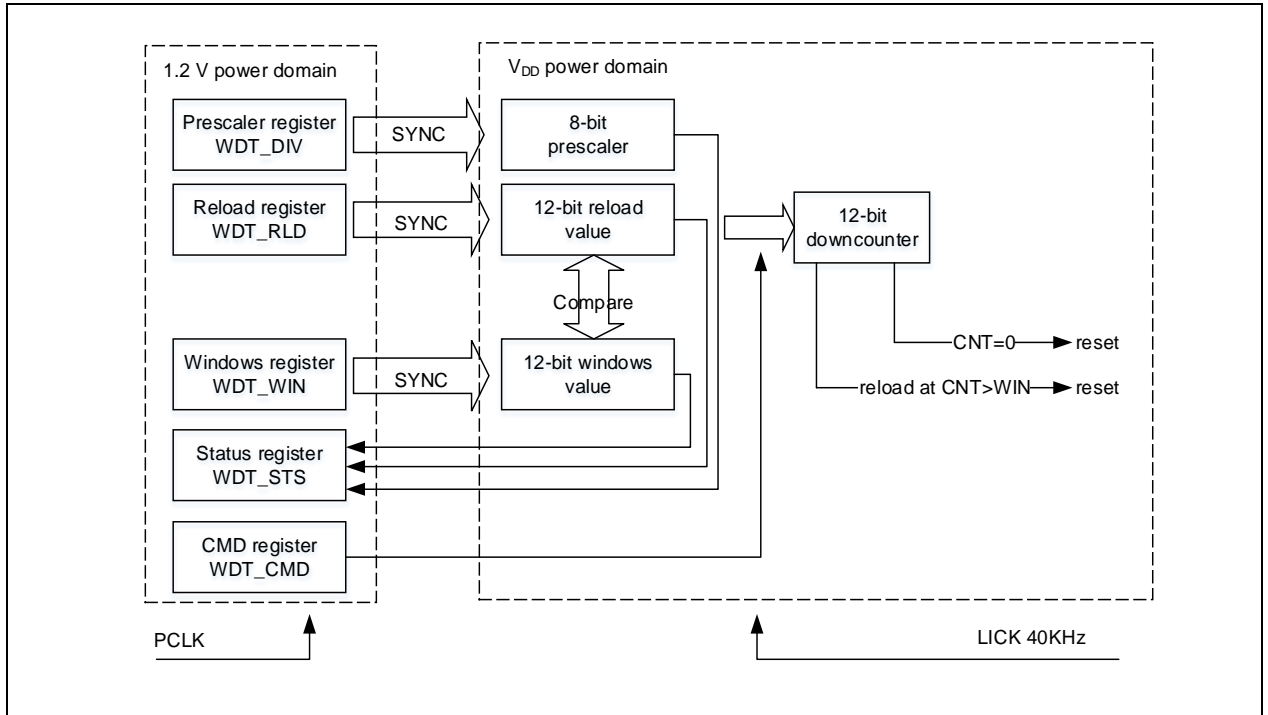 1.2 V power domain
VDD power domain
Prescaler register
WDT_DIV
SYNC
8-bit
prescaler
Reload register
WDT_RLD
SYNC
12-bit reload
value
12-bit
downcounter
Compare
Windows register
WDT_WIN
SYNC
12-bit windows
value
CNT=0
reset
reload at CNT>WIN
reset
Status register
WDT_STS
CMD register
WDT_CMD
PCLK
LICK 40KHz